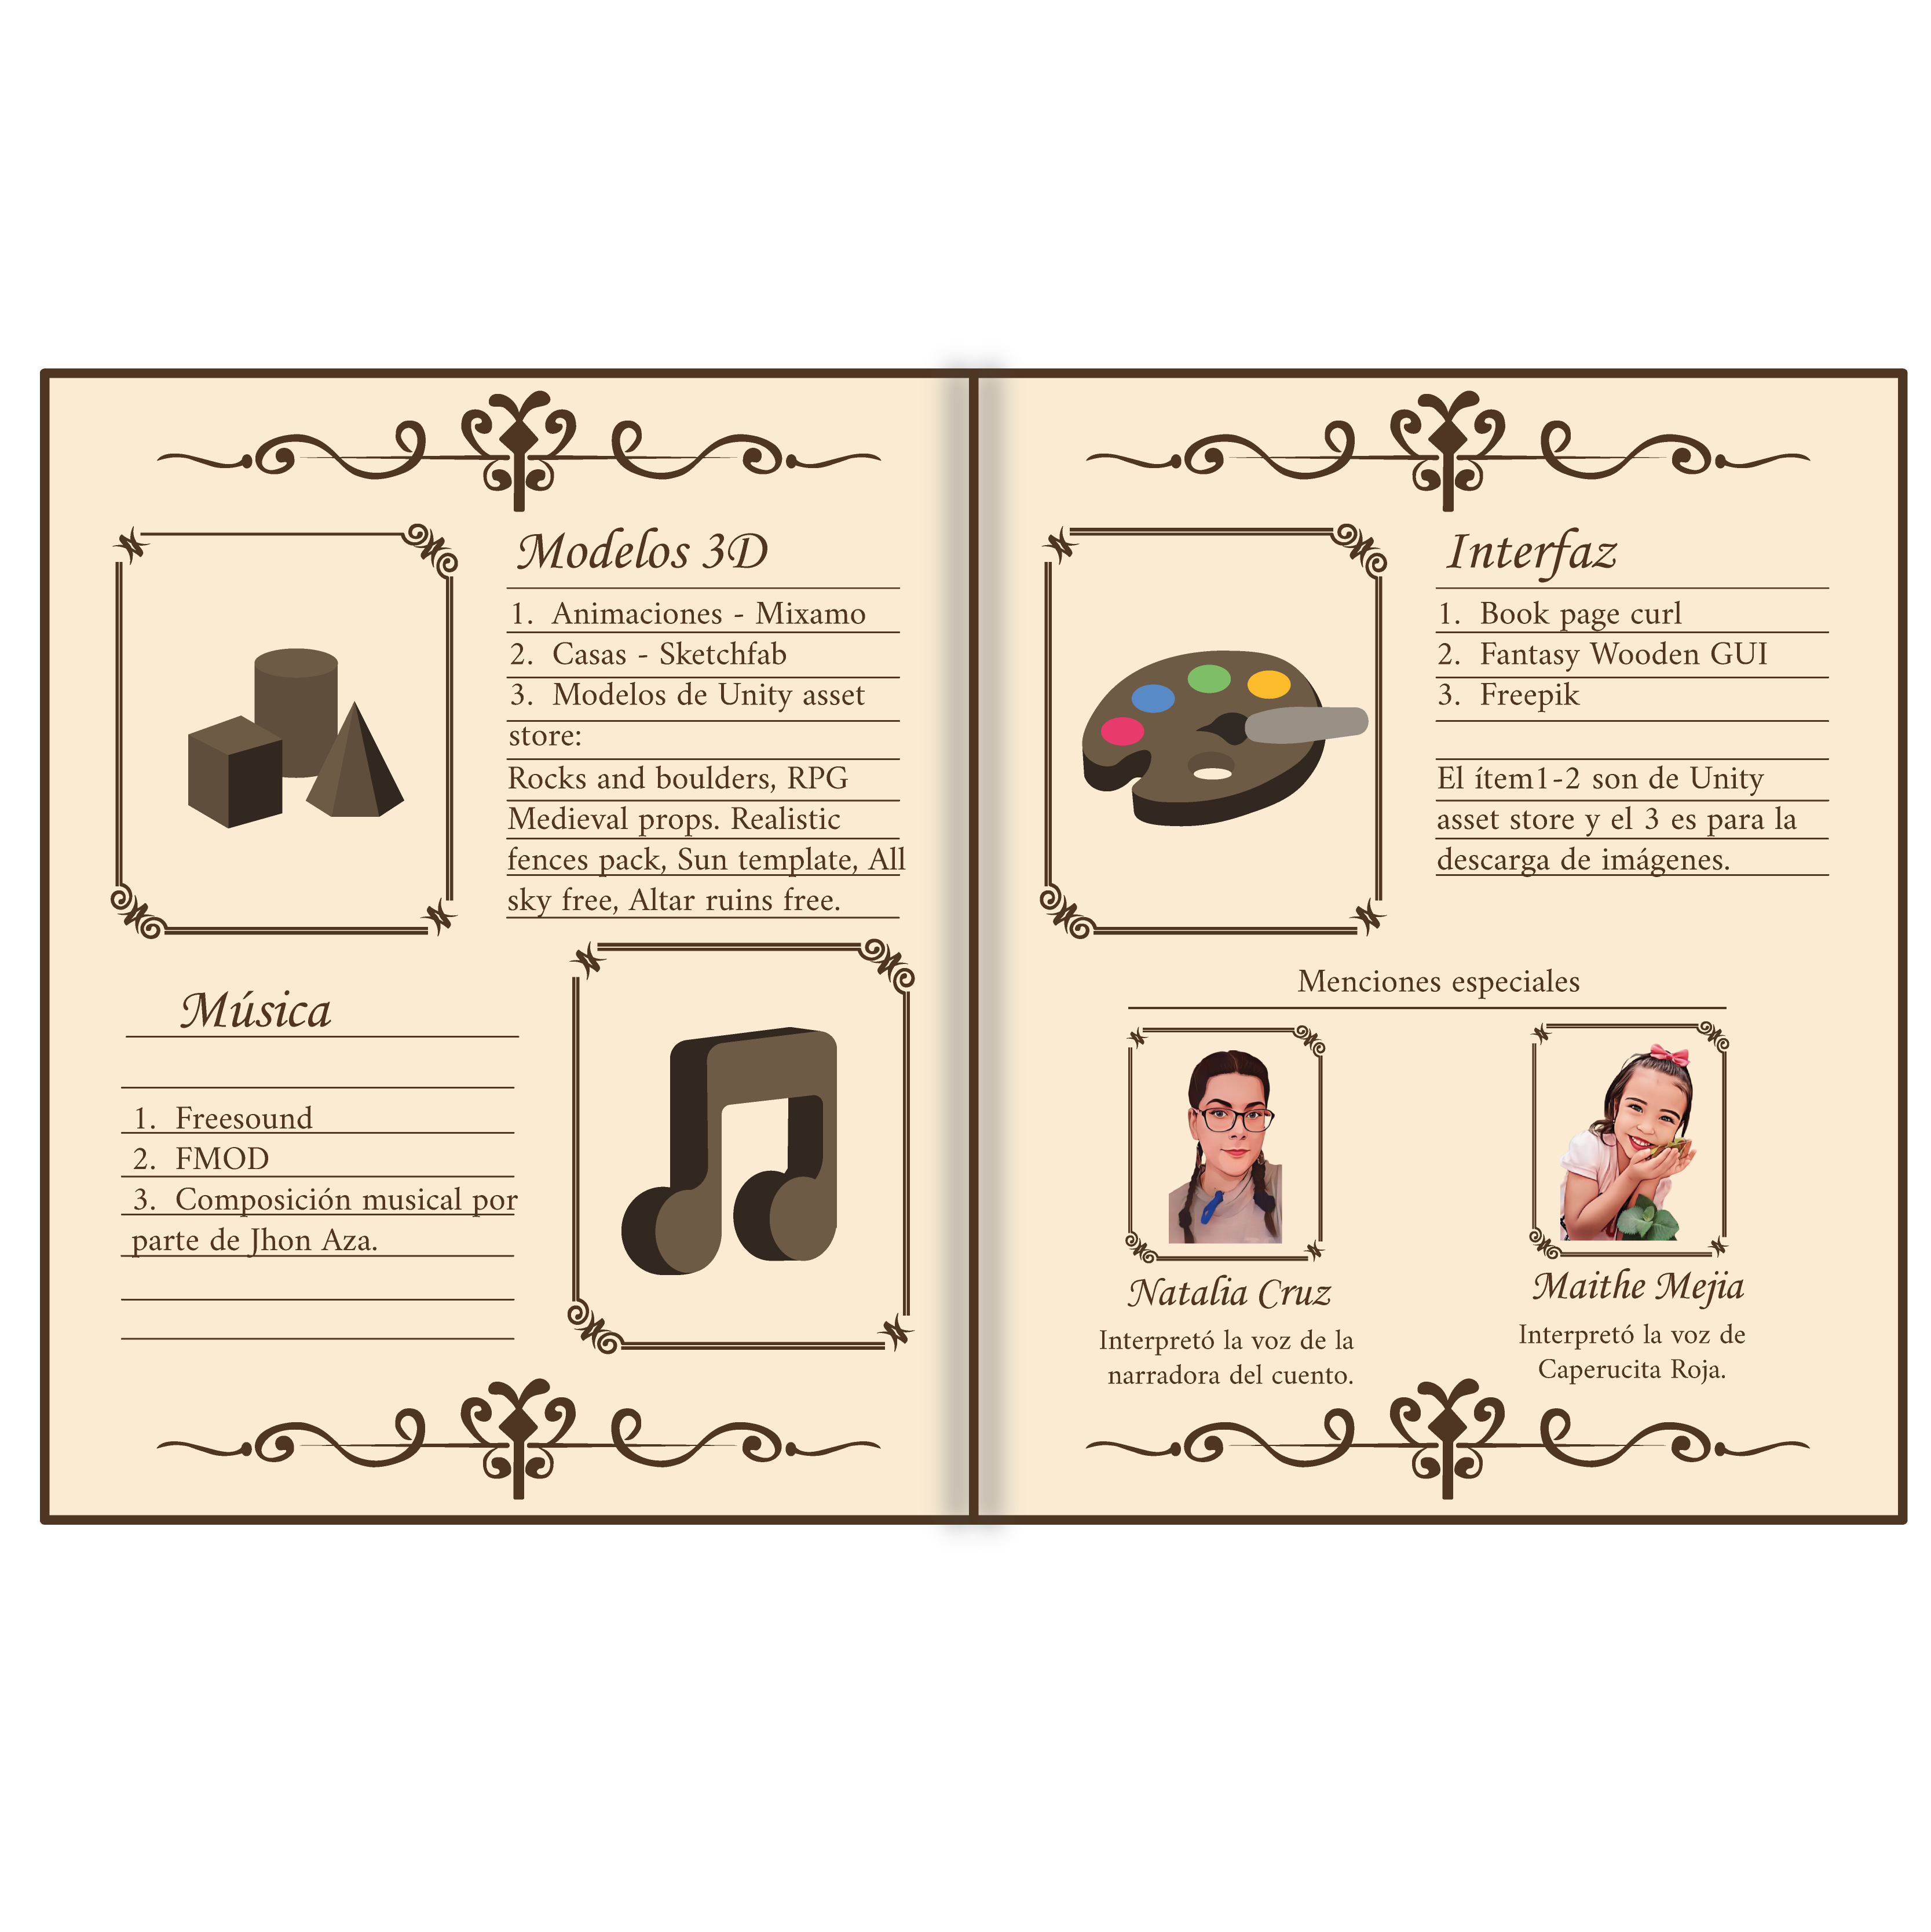 Modelos 3D
1. Animaciones - Mixamo
2. Casas - Sketchfab
3. Modelos de Unity asset
store:
Rocks and boulders, RPG
Medieval props. Realistic
fences pack, Sun template, All
sky free, Altar ruins free.
Música
1. Freesound
2. FMOD
3. Composición musical por
parte de Jhon Aza.
Interfaz
1. Book page curl
2. Fantasy Wooden GUI
3. Freepik
El ítem1-2 son de Unity
asset store y el 3 es para la
descarga de imágenes.
Menciones especiales
Natalia Cruz
Interpretó la voz de la
narradora del cuento.
Maithe Mejia
Interpretó la voz de
Caperucita Roja.